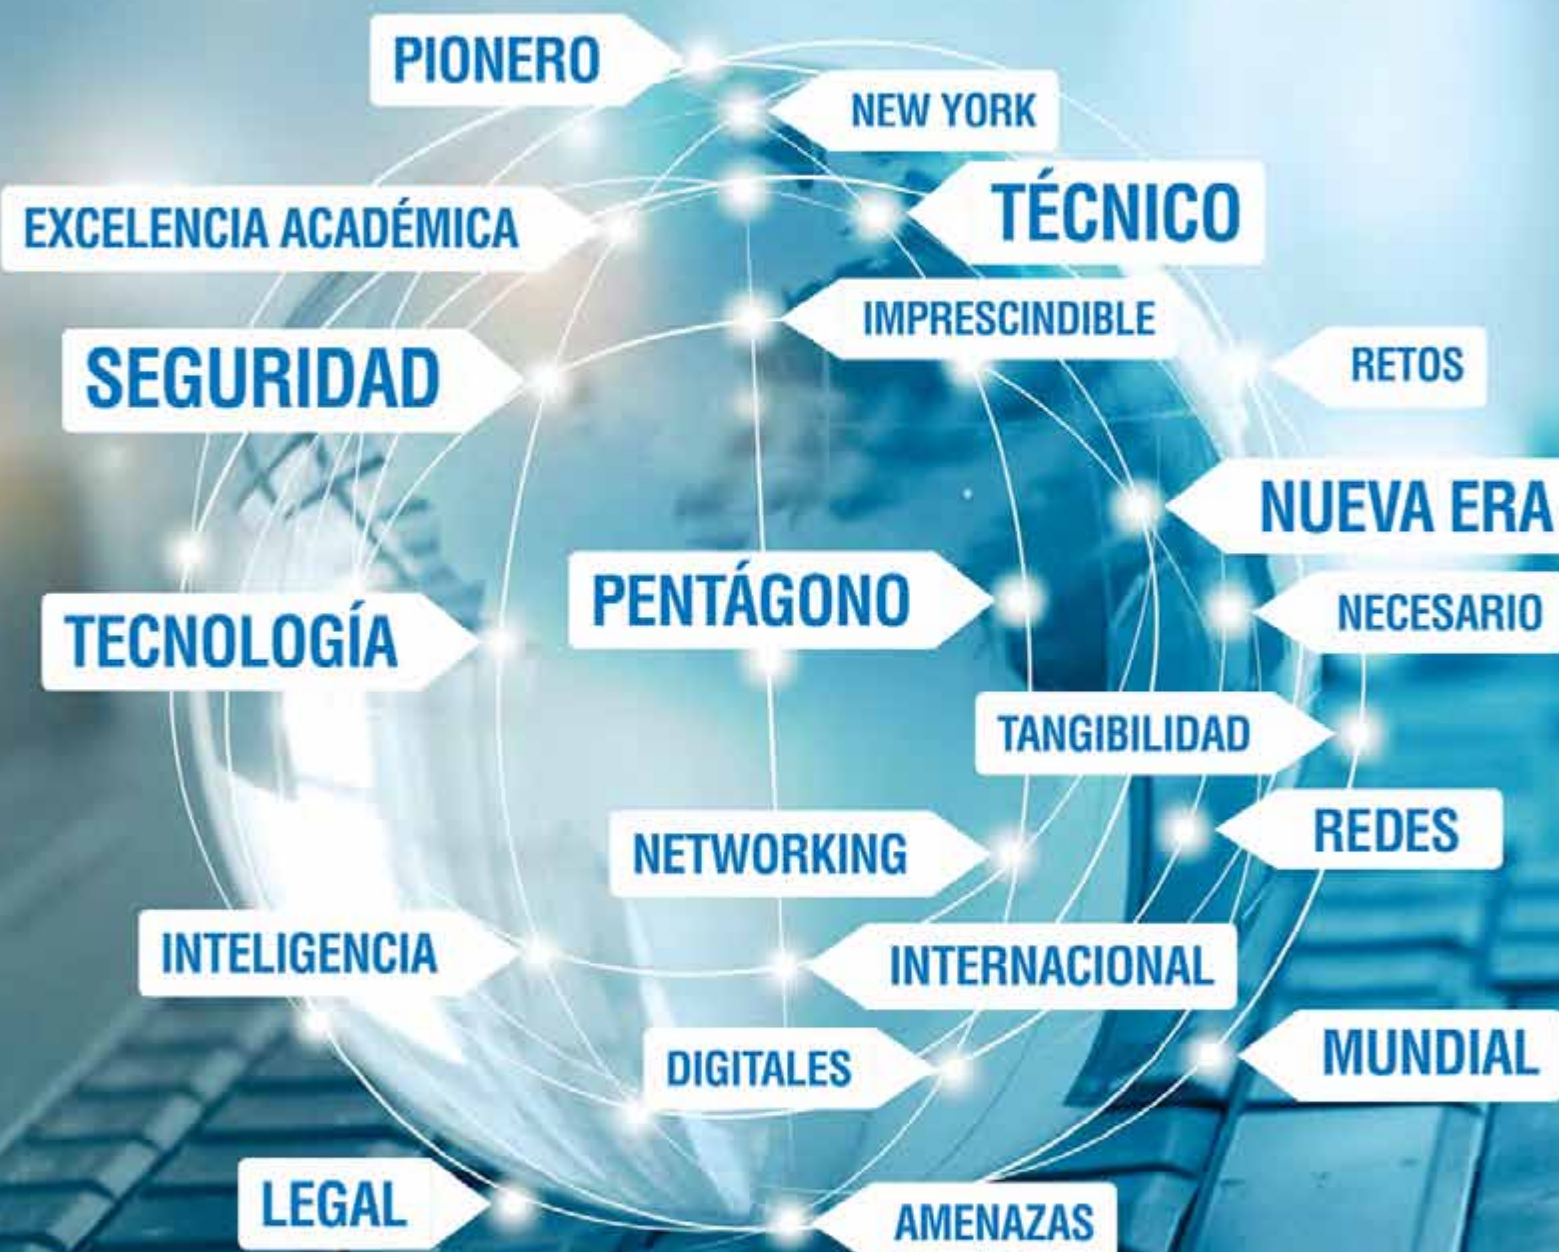 PIONERO
NEW YORK
EXCELENCIA ACADÉMICA
TÉCNICO
IMPRESCINDIBLE
SEGURIDAD
RETOS
NUEVA ERA
PENTÁGONO
NECESARIO
TECNOLOGÍA
TANGIBILIDAD
REDES
NETWORKING
INTELIGENCIA
INTERNACIONAL
MUNDIAL
DIGITALES
LEGAL
AMENAZAS